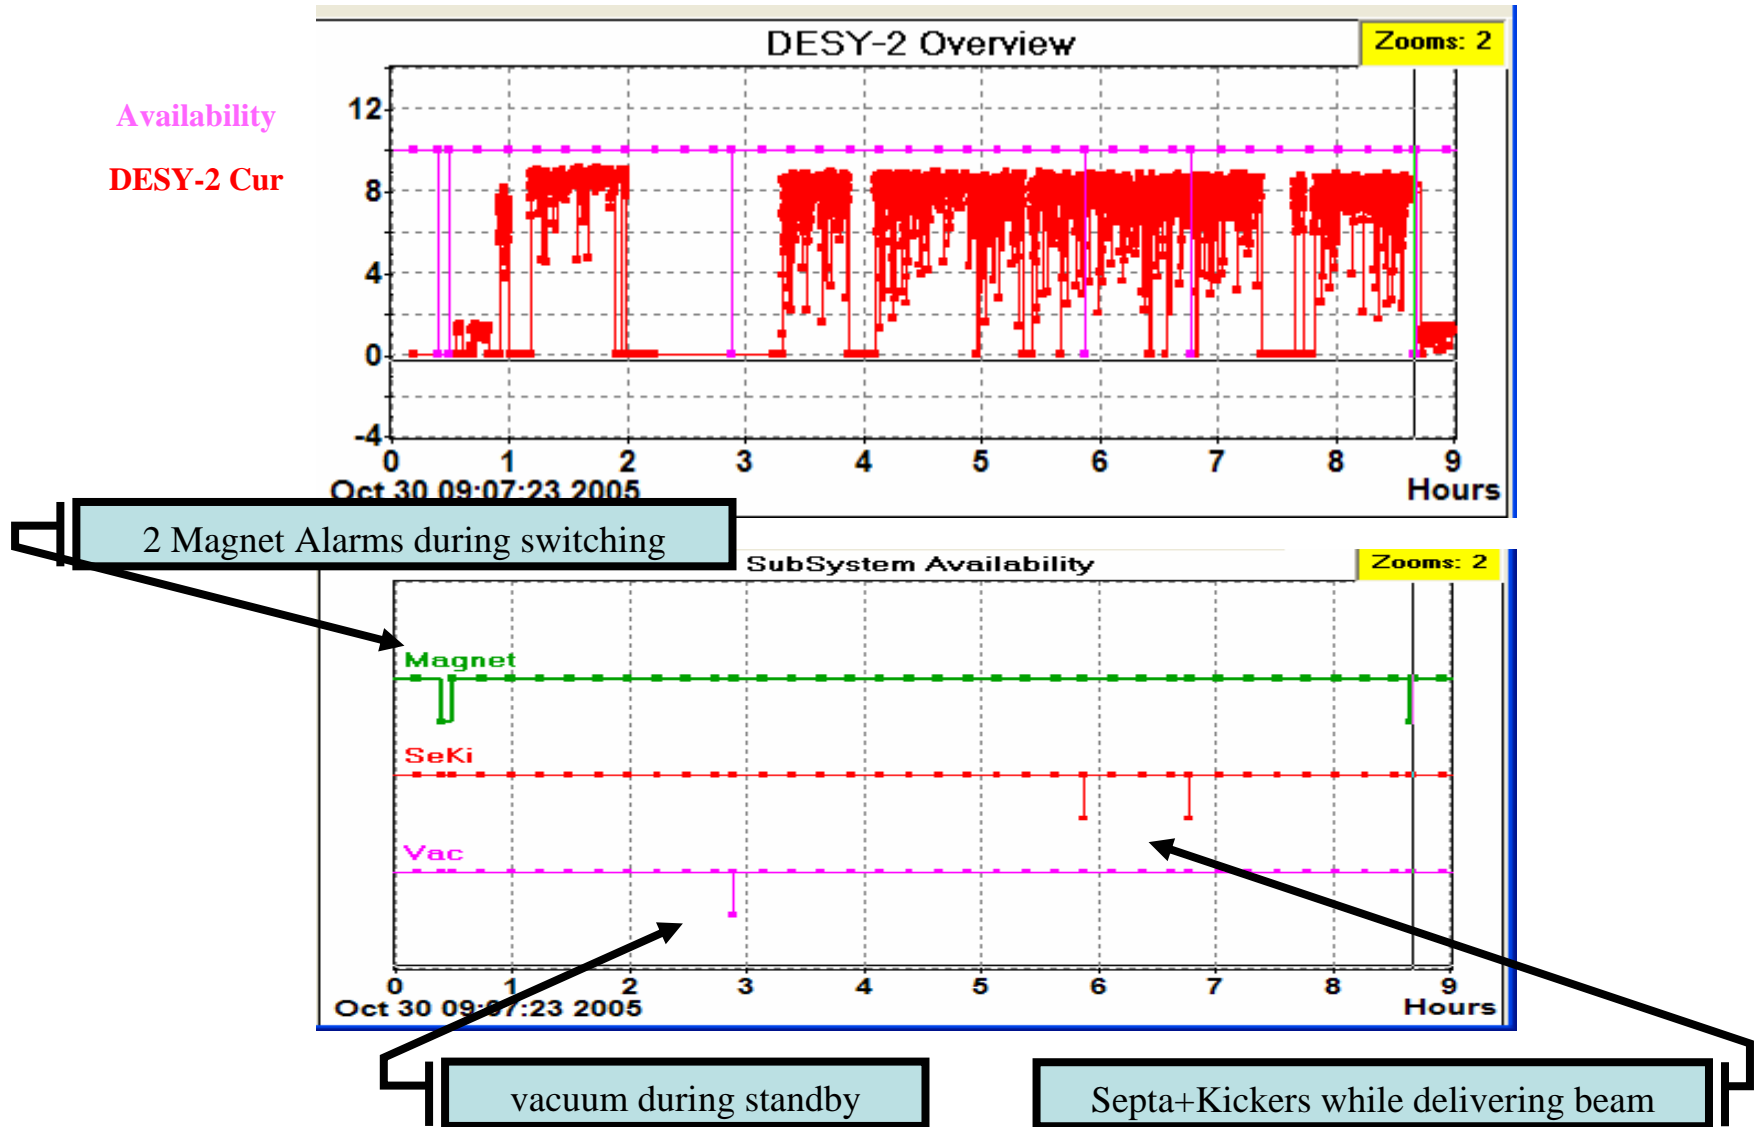 DESY-2 Overview
Zooms: 2
Availability
DESY-2 Cur
12
8
4
0
-4
0 1 2 3 4 5 6 7 8 9
Oct 30 09:07:23 2005 Hours
2 Magnet Alarms during switching
SubSystem Availability
Zooms: 2
Magnet
SeKi
Vac
0 1 2 3 4 5 6 7 8 9
Oct 30 09:07:23 2005 Hours
vacuum during standby
Septa+Kickers while delivering beam